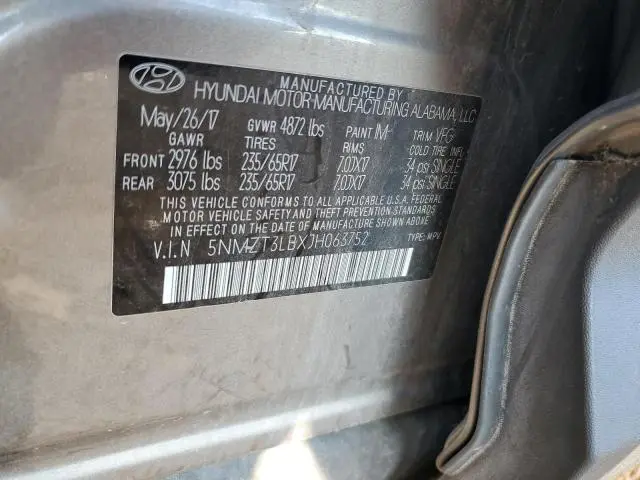 MANUFACTURED BY
HYUNDAI MOTOR MANUFACTURING ALABAMA, LLC
May/26/17 GVWR 4872 lbs PAINT TRIM VFG
GAWR TIRES RIMS COLD TIRE INFL
FRONT 2976 lbs 235/65R17 7.0JX17 34 psi SINGLE
REAR 3075 lbs 235/65R17 7.0JX17 34 psi SINGLE
THIS VEHICLE CONFORMS TO ALL APPLICABLE U.S. FEDERAL
MOTOR VEHICLE SAFETY AND THEFT PREVENTION STANDARDS
IN EFFECT ON THE DATE OF MANUFACTURE SHOWN ABOVE.
V.I.N 5NMZT3LBXJH063752 TYPE: MPV